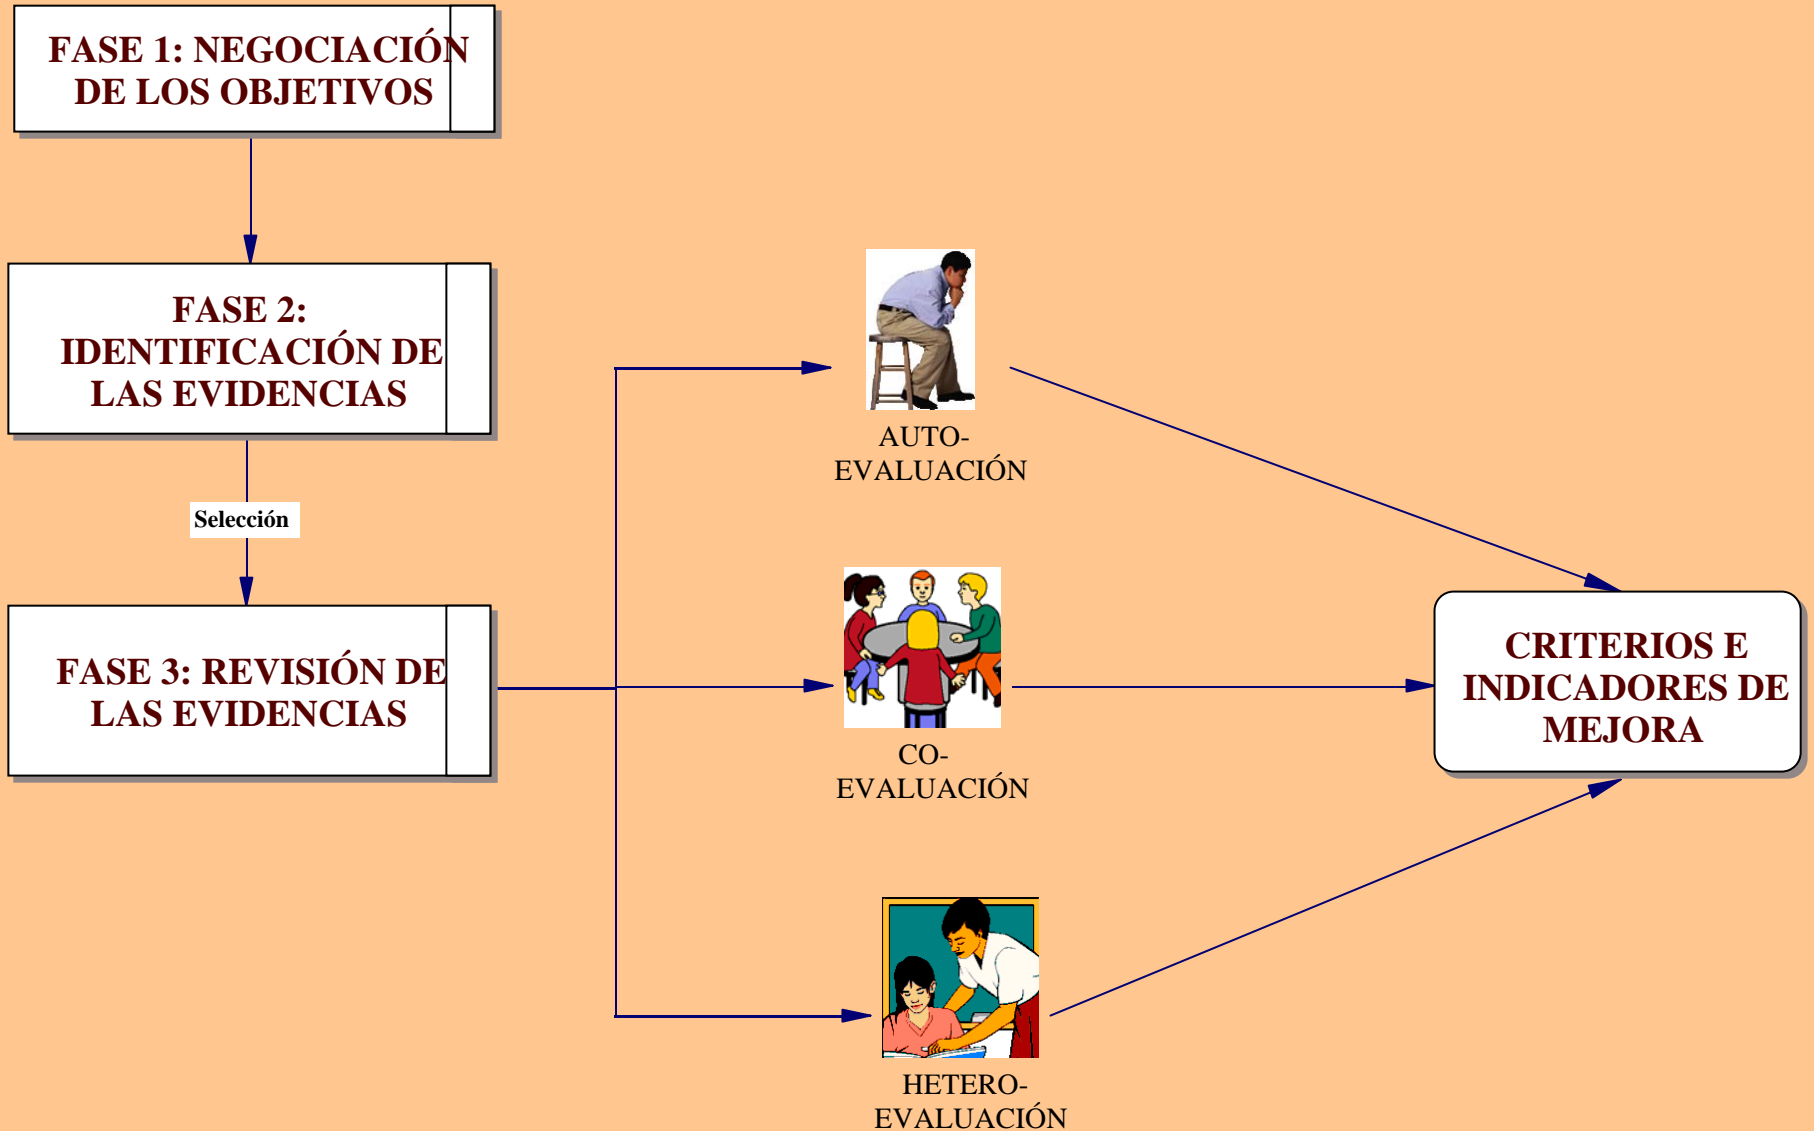 FASE 1: NEGOCIACIÓN
DE LOS OBJETIVOS
FASE 2:
IDENTIFICACIÓN DE
LAS EVIDENCIAS
Selección
FASE 3: REVISIÓN DE
LAS EVIDENCIAS
AUTO-
EVALUACIÓN
CO-
EVALUACIÓN
HETERO-
EVALUACIÓN
CRITERIOS E
INDICADORES DE
MEJORA